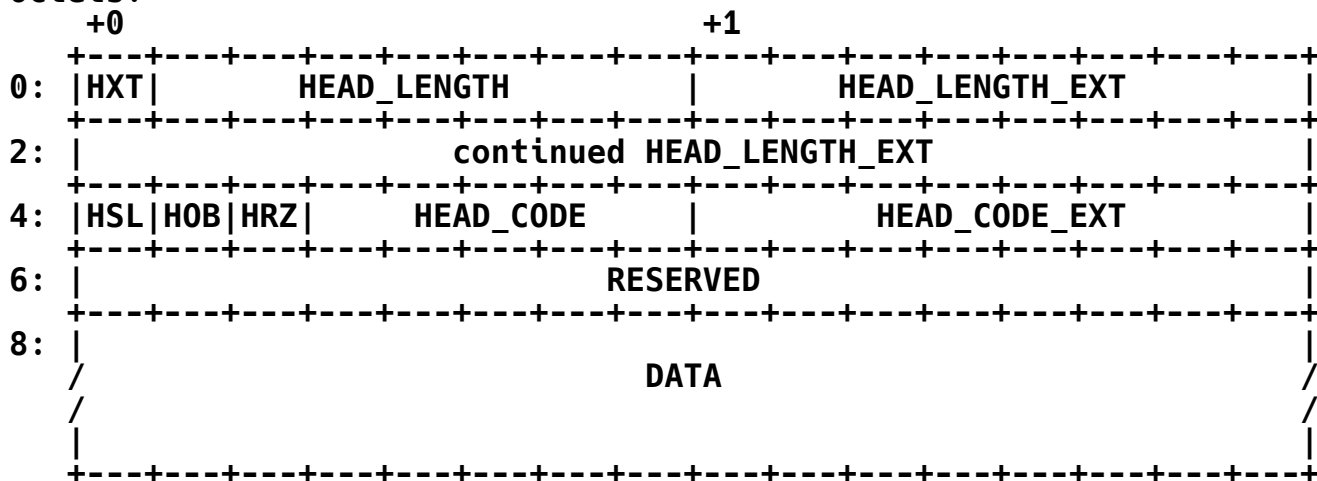 +0 +1
+---+---+---+---+---+---+---+---+---+---+---+---+---+---+---+---+
0: |HXT| HEAD_LENGTH | HEAD_LENGTH_EXT |
+---+---+---+---+---+---+---+---+---+---+---+---+---+---+---+---+
2: | continued HEAD_LENGTH_EXT |
+---+---+---+---+---+---+---+---+---+---+---+---+---+---+---+---+
4: |HSL|HOB|HRZ| HEAD_CODE | HEAD_CODE_EXT |
+---+---+---+---+---+---+---+---+---+---+---+---+---+---+---+---+
6: | RESERVED |
+---+---+---+---+---+---+---+---+---+---+---+---+---+---+---+---+
8: | |
/ DATA /
/ /
| |
+---+---+---+---+---+---+---+---+---+---+---+---+---+---+---+---+